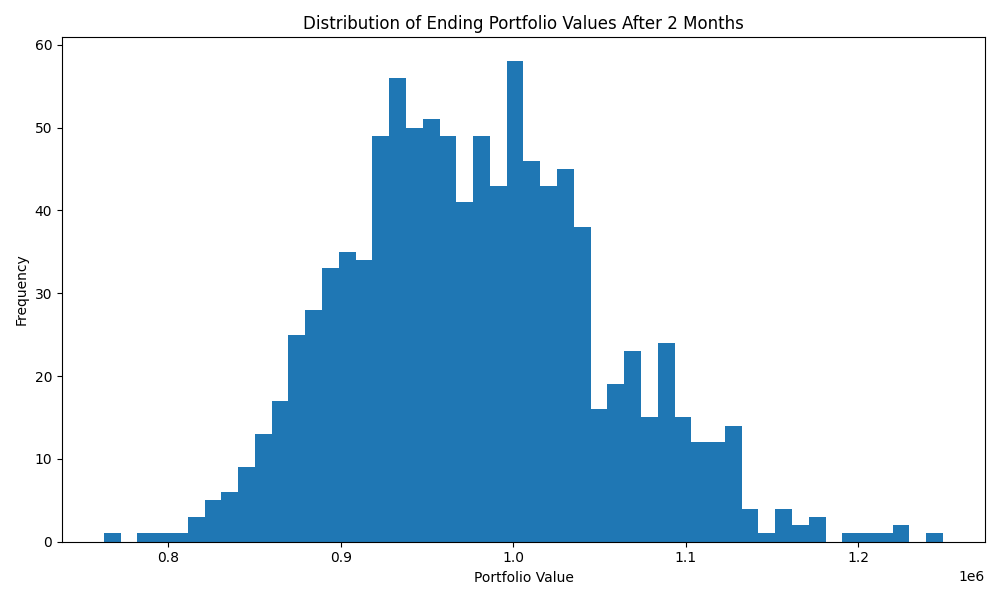 Distribution of Ending Portfolio Values After 2 Months
60
50
40
30
20
10
0
Frequency
0.8 0.9 1.0 1.1 1.2
1e6
Portfolio Value